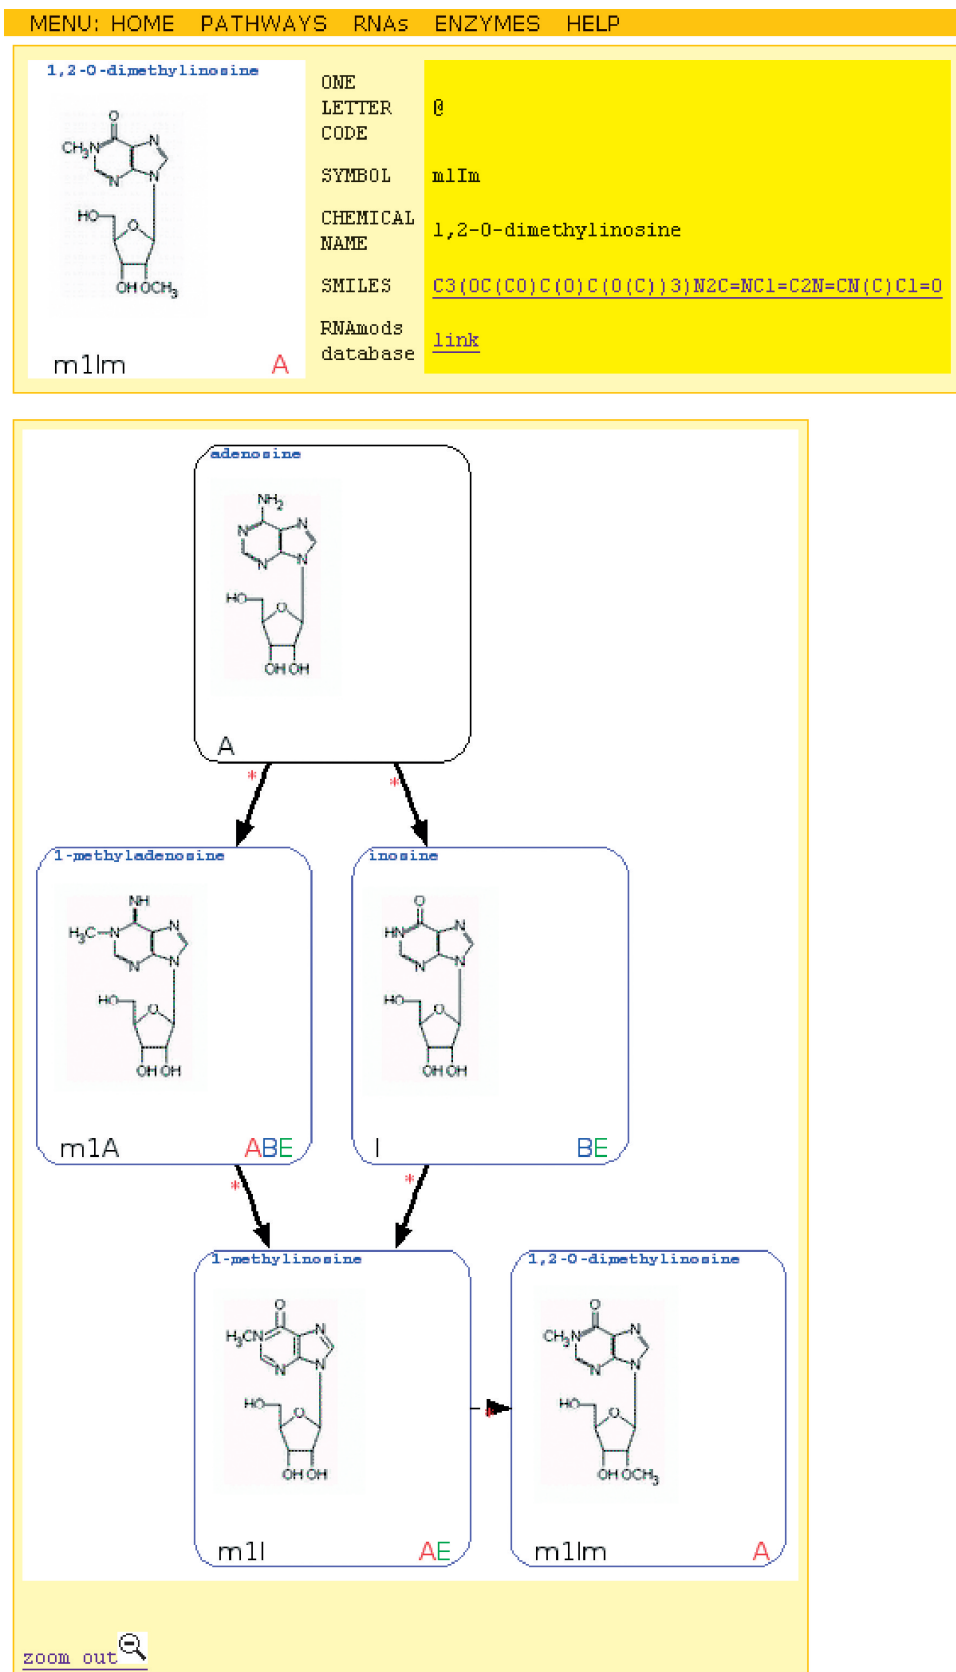 MENU: HOME PATHWAYS RNAs ENZYMES HELP
1,2-O-dimethylinosine
O
CH3N
N
N
N
HO
O
OH OCH3
m1Im A
ONE
LETTER
CODE
@
SYMBOL m1Im
CHEMICAL
NAME
1,2-O-dimethylinosine
SMILES C3(OC(CO)C(O)C(O(C))3)N2C=NC1=C2N=CN(C)C1=O
RNAmods
database
link
adenosine
NH2
N
N
N
N
HO
O
OH OH
A
*
*
1-methyladenosine
NH
H3C-N
N
N
N
HO
O
OH OH
m1A ABE
inosine
O
HN
N
N
N
HO
O
OH OH
I BE
*
*
1-methylinosine
O
H3CN
N
N
N
HO
O
OH OH
m1I AE
*
1,2-O-dimethylinosine
O
CH3N
N
N
N
HO
O
OH OCH3
m1Im A
zoom out